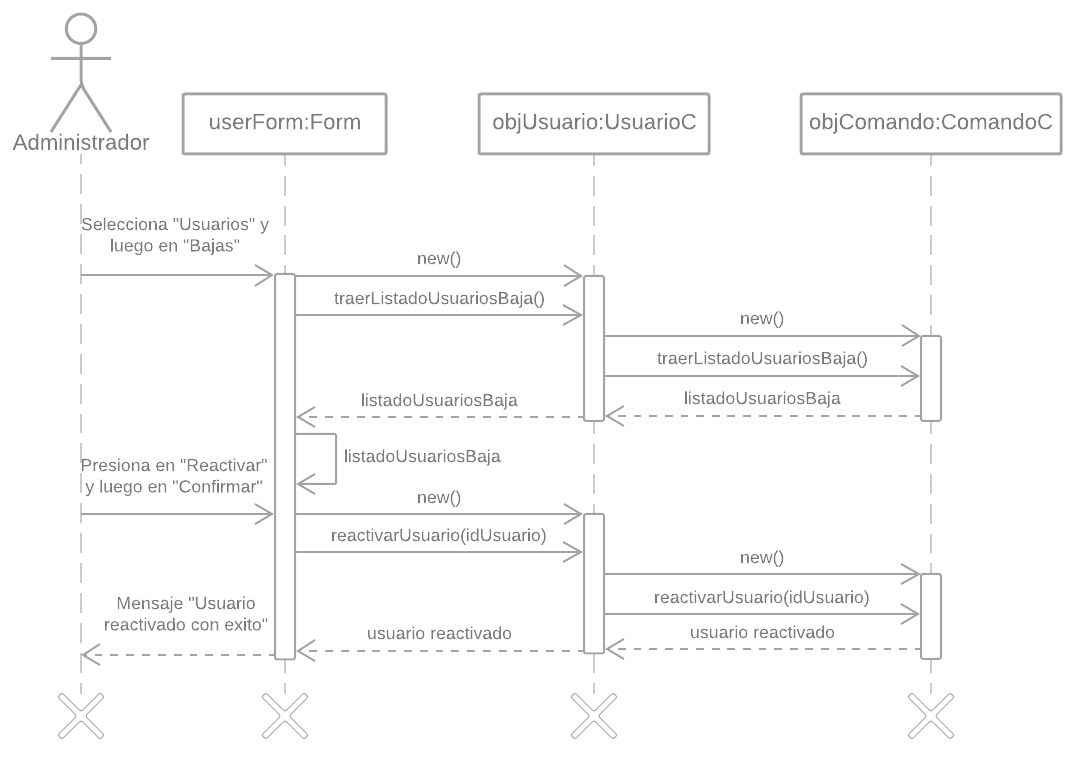 Administrador
userForm:Form
objUsuario:UsuarioC
objComando:ComandoC
Selecciona "Usuarios" y
luego en "Bajas"
new()
traerListadoUsuariosBaja()
new()
traerListadoUsuariosBaja()
listadoUsuariosBaja
listadoUsuariosBaja
listadoUsuariosBaja
Presiona en "Reactivar"
y luego en "Confirmar"
new()
reactivarUsuario(idUsuario)
new()
reactivarUsuario(idUsuario)
Mensaje "Usuario
reactivado con exito"
usuario reactivado
usuario reactivado